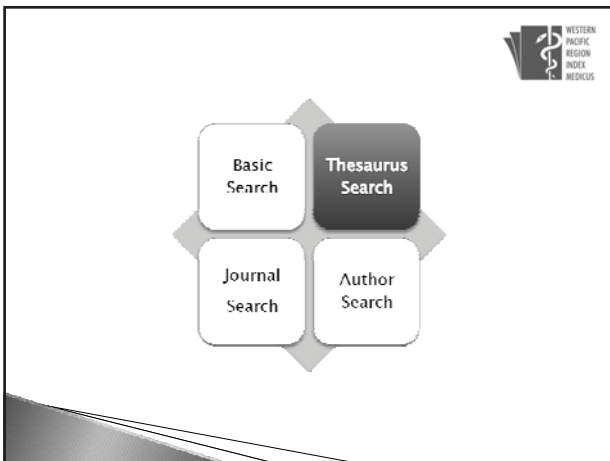 WESTERN
PACIFIC
REGION
INDEX
MEDICUS
Basic
Search
Thesaurus
Search
Journal
Search
Author
Search